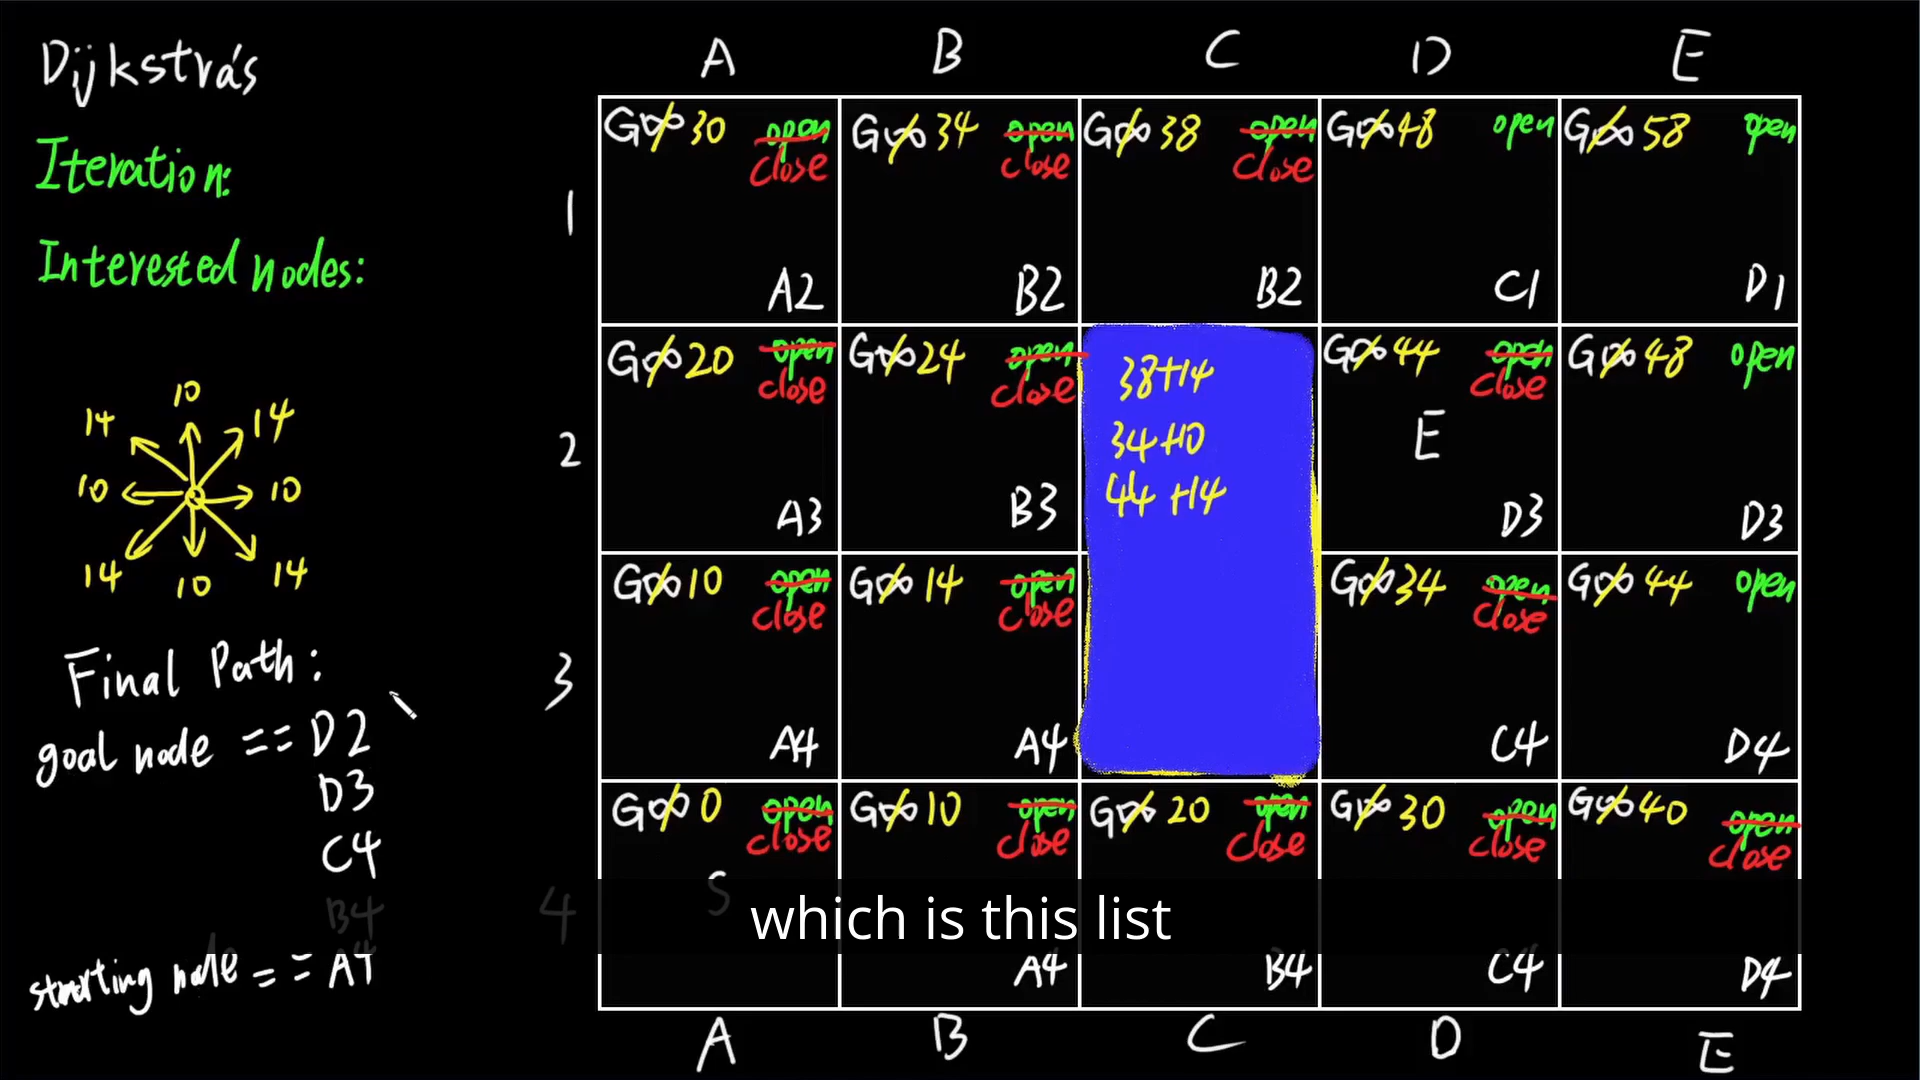 Dijkstra's
Iteration:
Interested nodes:
14 10 14
10 10
14 10 14
Final Path:
goal node == D2
D3
C4
B4
starting node == A4
A B C D E
1
G∞ 30 open close A2
G∞ 34 open close B2
G∞ 38 open close B2
G∞ 48 open C1
G∞ 58 open D1
2
G∞ 20 open close A3
G∞ 24 open close B3
38+14
34+10
44+14
G∞ 44 open close E D3
G∞ 48 open D3
3
G∞ 10 open close A4
G∞ 14 open close A4
G∞ 34 open close C4
G∞ 44 open D4
4
G∞ 0 open close S
G∞ 10 open close A4
G∞ 20 open close B4
G∞ 30 open close C4
G∞ 40 open close D4
which is this list
A B C D E